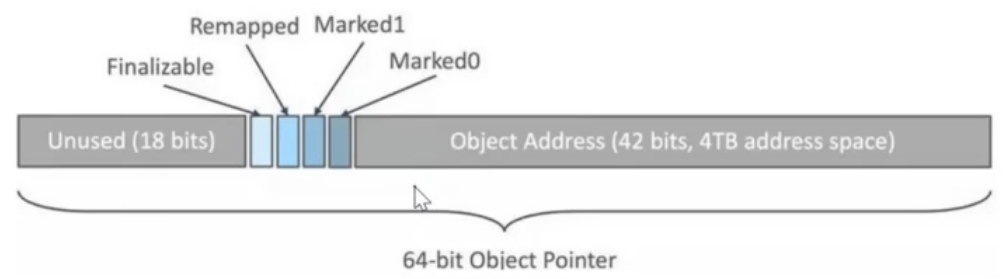 Remapped Marked1
Finalizable
Marked0
Unused (18 bits)
Object Address (42 bits, 4TB address space)
64-bit Object Pointer